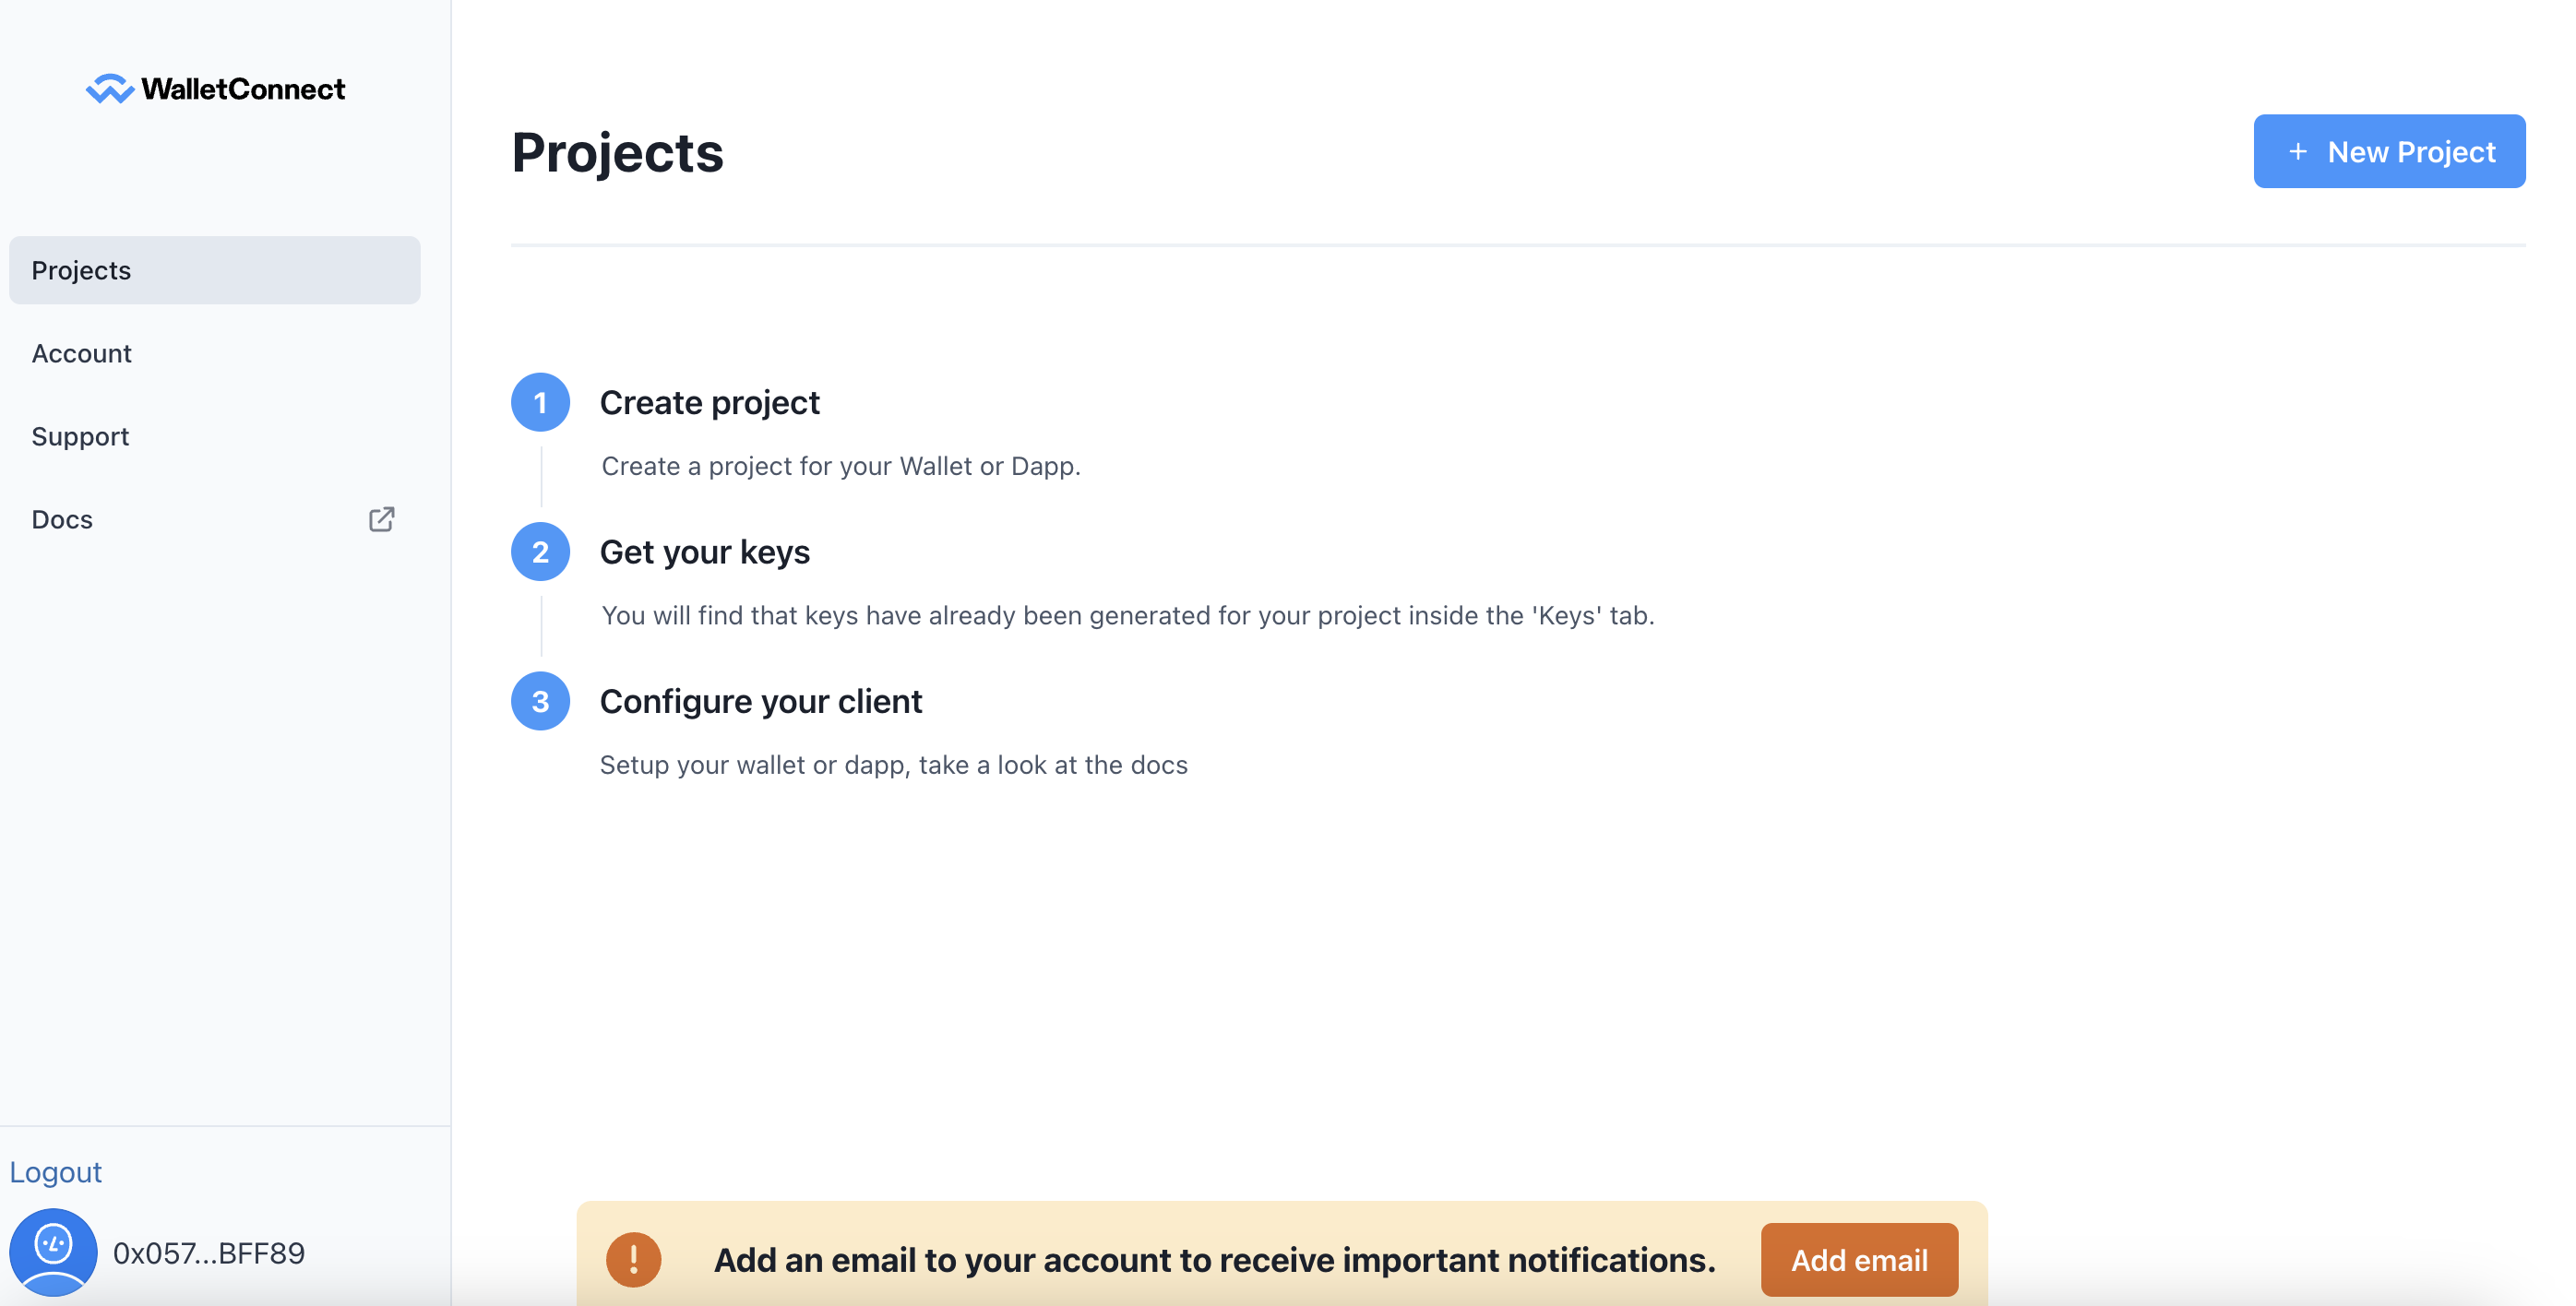 WalletConnect
Projects
Account
Support
Docs
Logout
0x057...BFF89
Projects
+ New Project
1 Create project
Create a project for your Wallet or Dapp.
2 Get your keys
You will find that keys have already been generated for your project inside the 'Keys' tab.
3 Configure your client
Setup your wallet or dapp, take a look at the docs
! Add an email to your account to receive important notifications. Add email